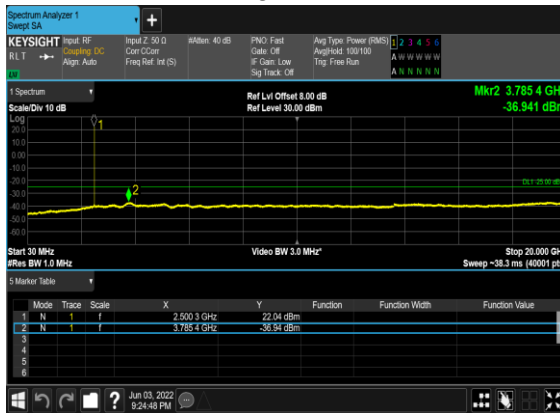 Spectrum Analyzer 1
Swept SA
+
KEYSIGHT Input: RF Input Z: 50 Ω #Atten: 40 dB PNO: Fast Avg Type: Power (RMS) 1 2 3 4 5 6
RLT Coupling: DC Corr CCorr Gate: Off Avg|Hold: 100/100 A W W W W W
Align: Auto Freq Ref: Int (S) IF Gain: Low Trig: Free Run
Sig Track: Off A N N N N N
1 Spectrum Ref Lvl Offset 8.00 dB Mkr2 3.785 4 GH
Scale/Div 10 dB Ref Level 30.00 dBm -36.941 dBr
Log
20.0 1
10.0
0.00
-10.0
-20.0 DL1 -25.00 dB
-30.0 2
-40.0
-50.0
-60.0
Start 30 MHz Video BW 3.0 MHz* Stop 20.000 GH
#Res BW 1.0 MHz Sweep ~38.3 ms (40001 pt
5 Marker Table
Mode Trace Scale X Y Function Function Width Function Value
1 N 1 f 2.500 3 GHz 22.04 dBm
2 N 1 f 3.785 4 GHz -36.94 dBm
3
4
5
6
? Jun 03, 2022
9:24:48 PM